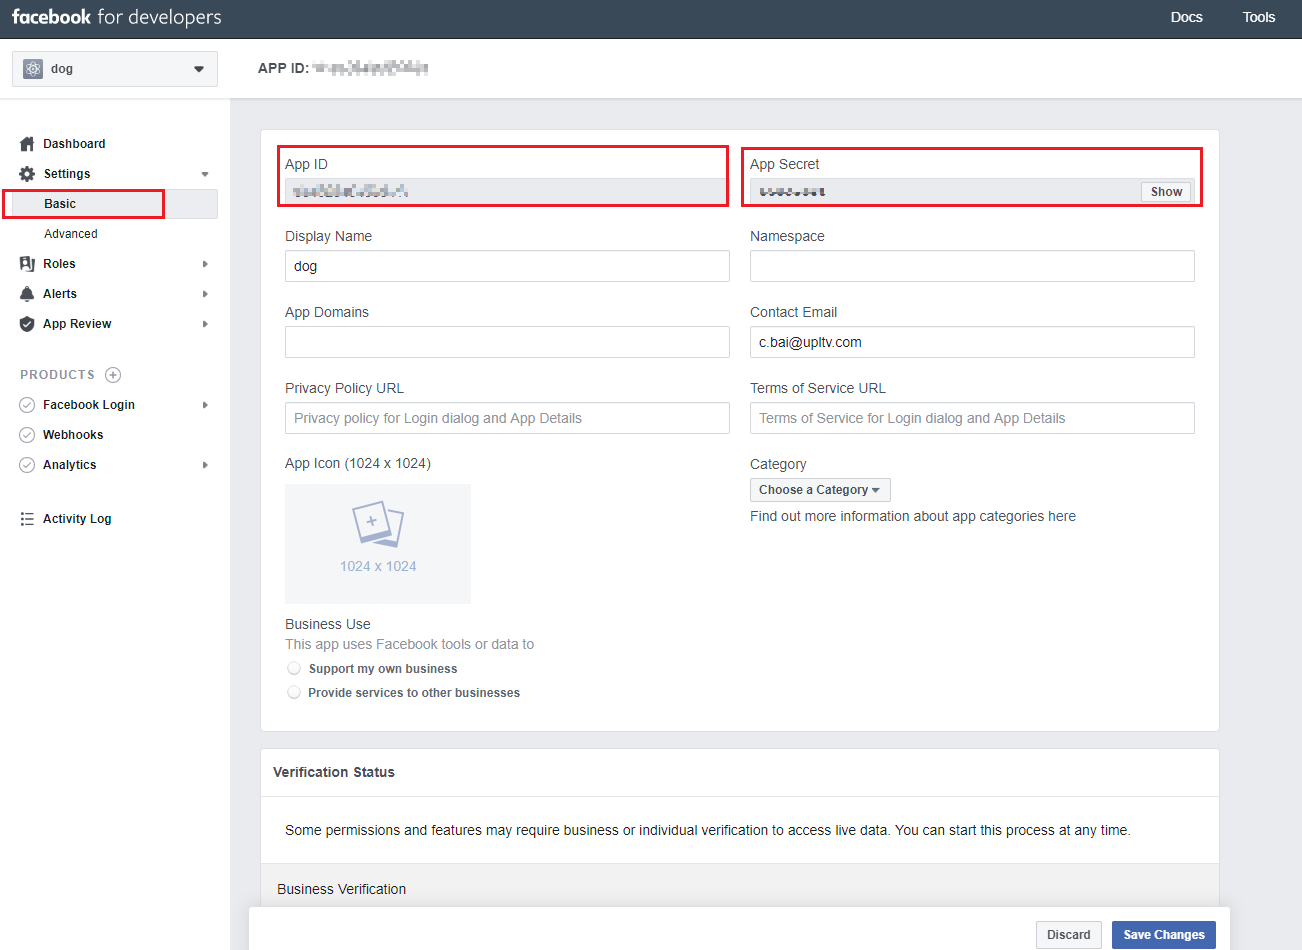 facebook for developers
Docs
Tools
dog
APP ID:
Dashboard
Settings
Basic
Advanced
Roles
Alerts
App Review
PRODUCTS
Facebook Login
Webhooks
Analytics
Activity Log
App ID
App Secret
Show
Display Name
Namespace
dog
App Domains
Contact Email
c.bai@upltv.com
Privacy Policy URL
Terms of Service URL
Privacy policy for Login dialog and App Details
Terms of Service for Login dialog and App Details
App Icon (1024 x 1024)
Category
Choose a Category
Find out more information about app categories here
1024 x 1024
Business Use
This app uses Facebook tools or data to
Support my own business
Provide services to other businesses
Verification Status
Some permissions and features may require business or individual verification to access live data. You can start this process at any time.
Business Verification
Discard
Save Changes